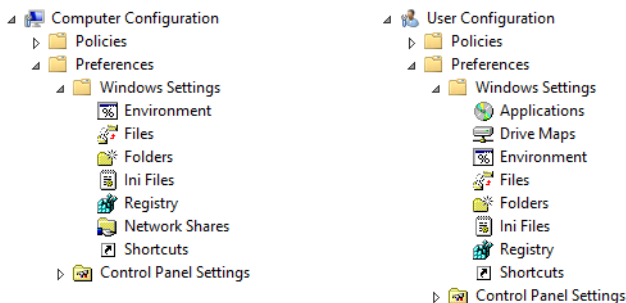 Computer Configuration
Policies
Preferences
Windows Settings
Environment
Files
Folders
Ini Files
Registry
Network Shares
Shortcuts
Control Panel Settings
User Configuration
Policies
Preferences
Windows Settings
Applications
Drive Maps
Environment
Files
Folders
Ini Files
Registry
Shortcuts
Control Panel Settings